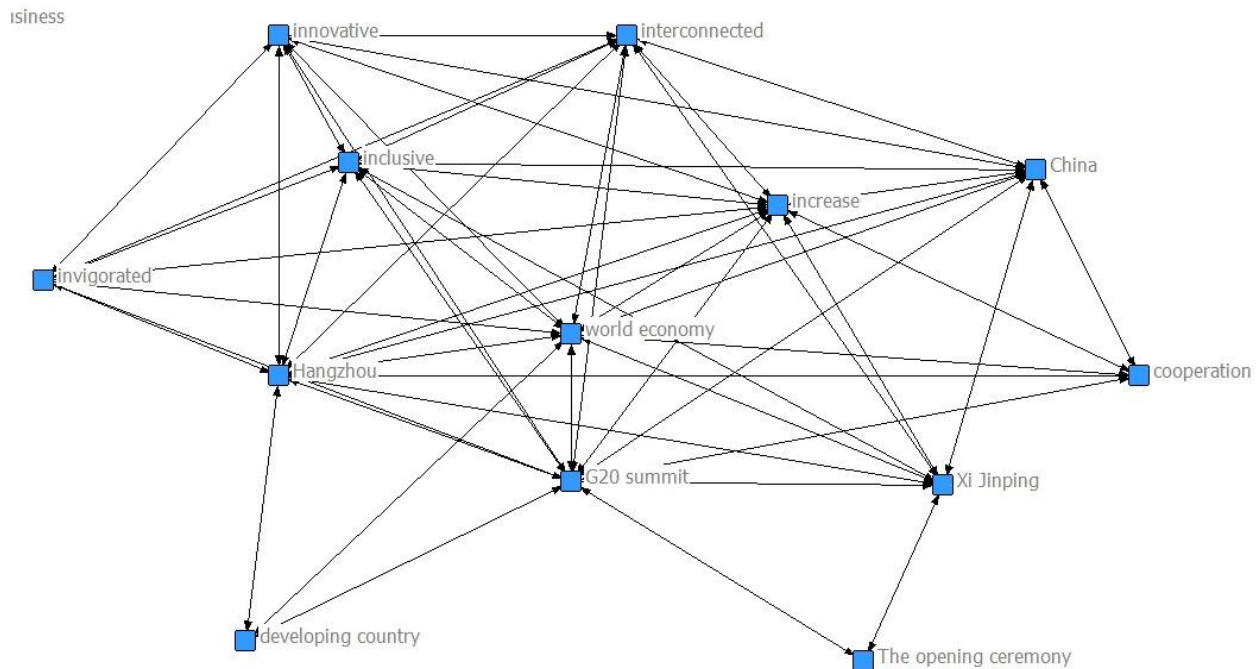 usiness
innovative
interconnected
inclusive
China
increase
invigorated
world economy
Hangzhou
cooperation
G20 summit
Xi Jinping
developing country
The opening ceremony